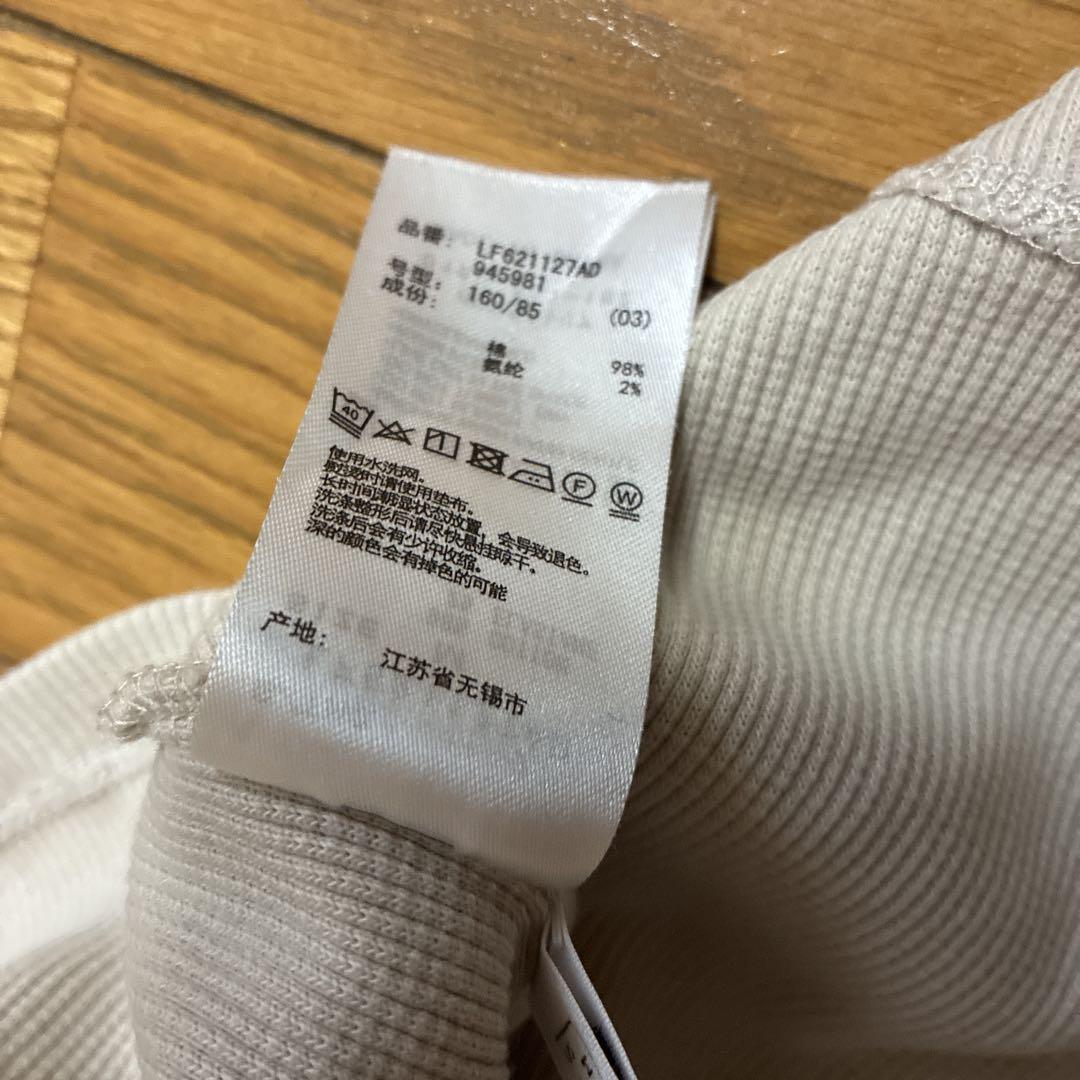 品番: LF621127AD
945981
号型: 160/85 (03)
成份:
棉 98%
氨纶 2%
40
F W
使用水洗网。
熨烫时请使用垫布。
长时间潮湿状态放置，会导致退色。
洗涤整形后请尽快悬挂晾干。
洗涤后会有少许收缩。
深的颜色会有掉色的可能
产地: 江苏省无锡市